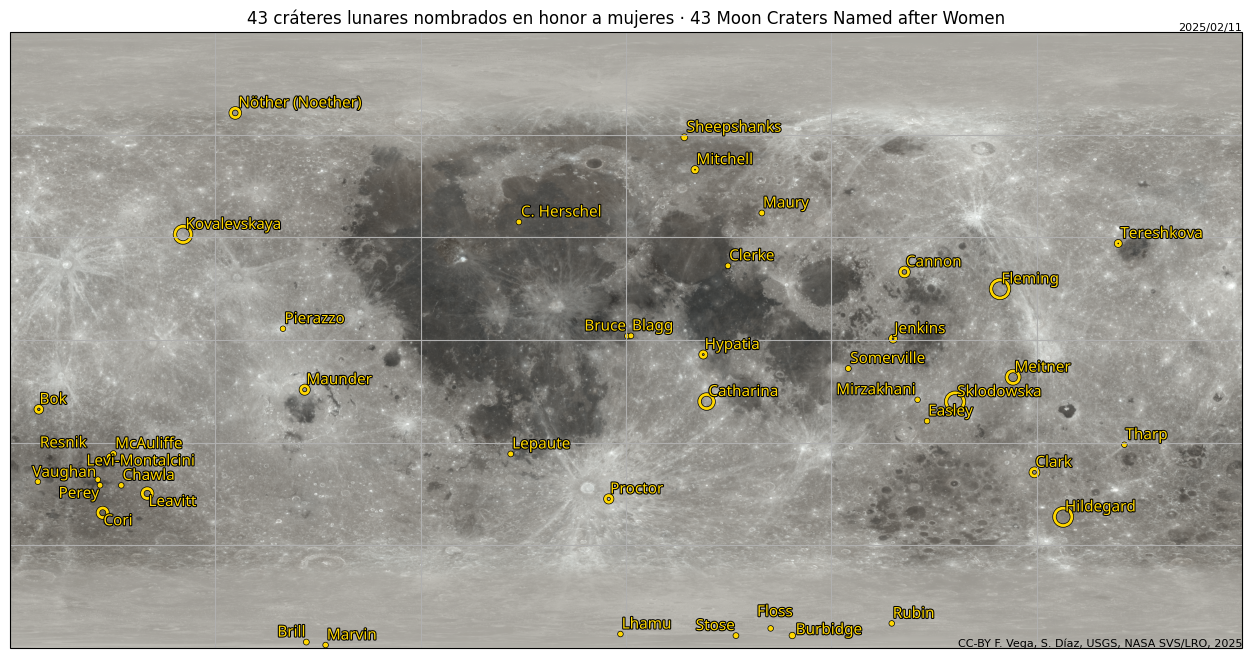 43 cráteres lunares nombrados en honor a mujeres · 43 Moon Craters Named after Women
2025/02/11
Nöther (Noether)
Sheepshanks
Mitchell
Maury
C. Herschel
Kovalevskaya
Tereshkova
Clerke
Cannon
Fleming
Pierazzo
Bruce Blagg
Jenkins
Hypatia
Somerville
Meitner
Maunder
Catharina
Mirzakhani
Sklodowska
Bok
Easley
Resnik
McAuliffe
Lepaute
Tharp
Levi-Montalcini
Vaughan
Chawla
Clark
Perey
Leavitt
Proctor
Cori
Hildegard
Floss
Rubin
Brill
Marvin
Lhamu
Stose
Burbidge
CC-BY F. Vega, S. Díaz, USGS, NASA SVS/LRO, 2025